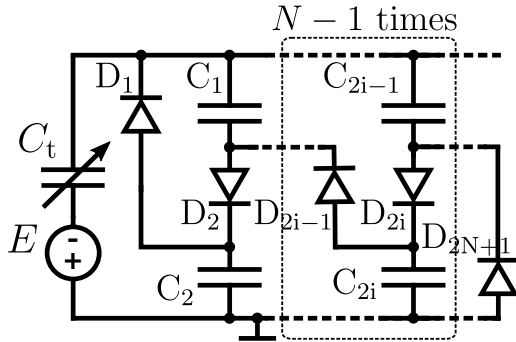 N − 1 times
D₁
C₁
C₂ᵢ₋₁
Cₜ
D₂
D₂ᵢ₋₁
D₂ᵢ
E
-
+
D₂N₊₁
C₂
C₂ᵢ